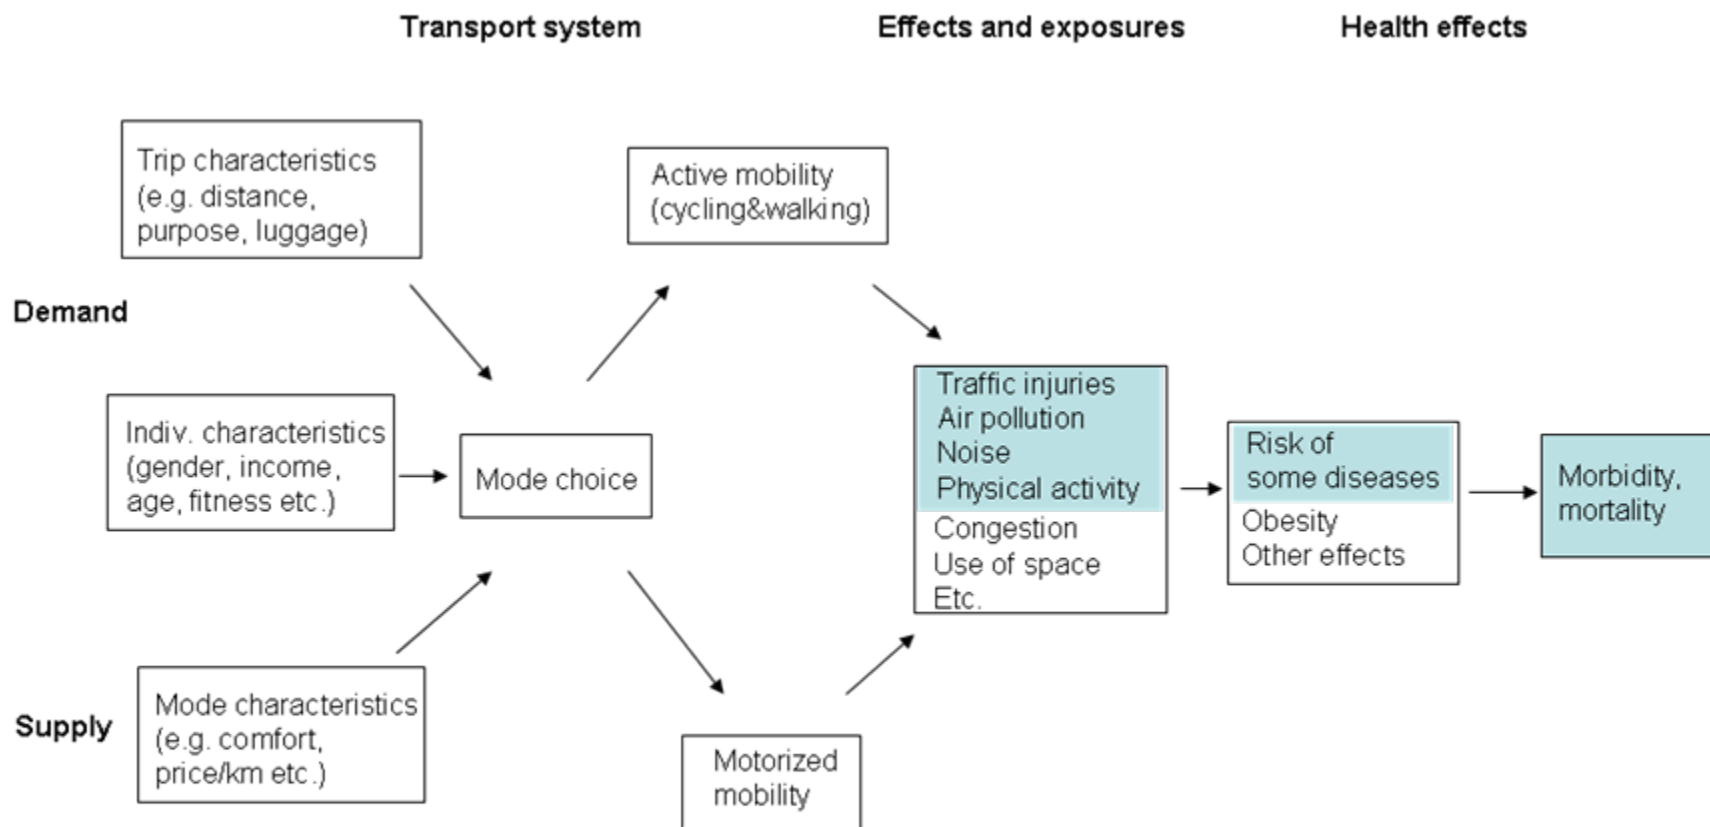 Transport system
Effects and exposures
Health effects
Trip characteristics
(e.g. distance,
purpose, luggage)
Active mobility
(cycling&walking)
Demand
Indiv. characteristics
(gender, income,
age, fitness etc.)
Mode choice
Traffic injuries
Air pollution
Noise
Physical activity
Congestion
Use of space
Etc.
Risk of
some diseases
Obesity
Other effects
Morbidity,
mortality
Supply
Mode characteristics
(e.g. comfort,
price/km etc.)
Motorized
mobility